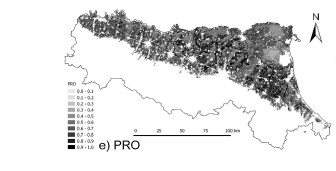 N
PRO
0.0 - 0.1
0.1 - 0.2
0.2 - 0.3
0.3 - 0.4
0.4 - 0.5
0.5 - 0.6
0.6 - 0.7
0.7 - 0.8
0.8 - 0.9
0.9 - 1.0
e) PRO
0 25 50 75 100 km